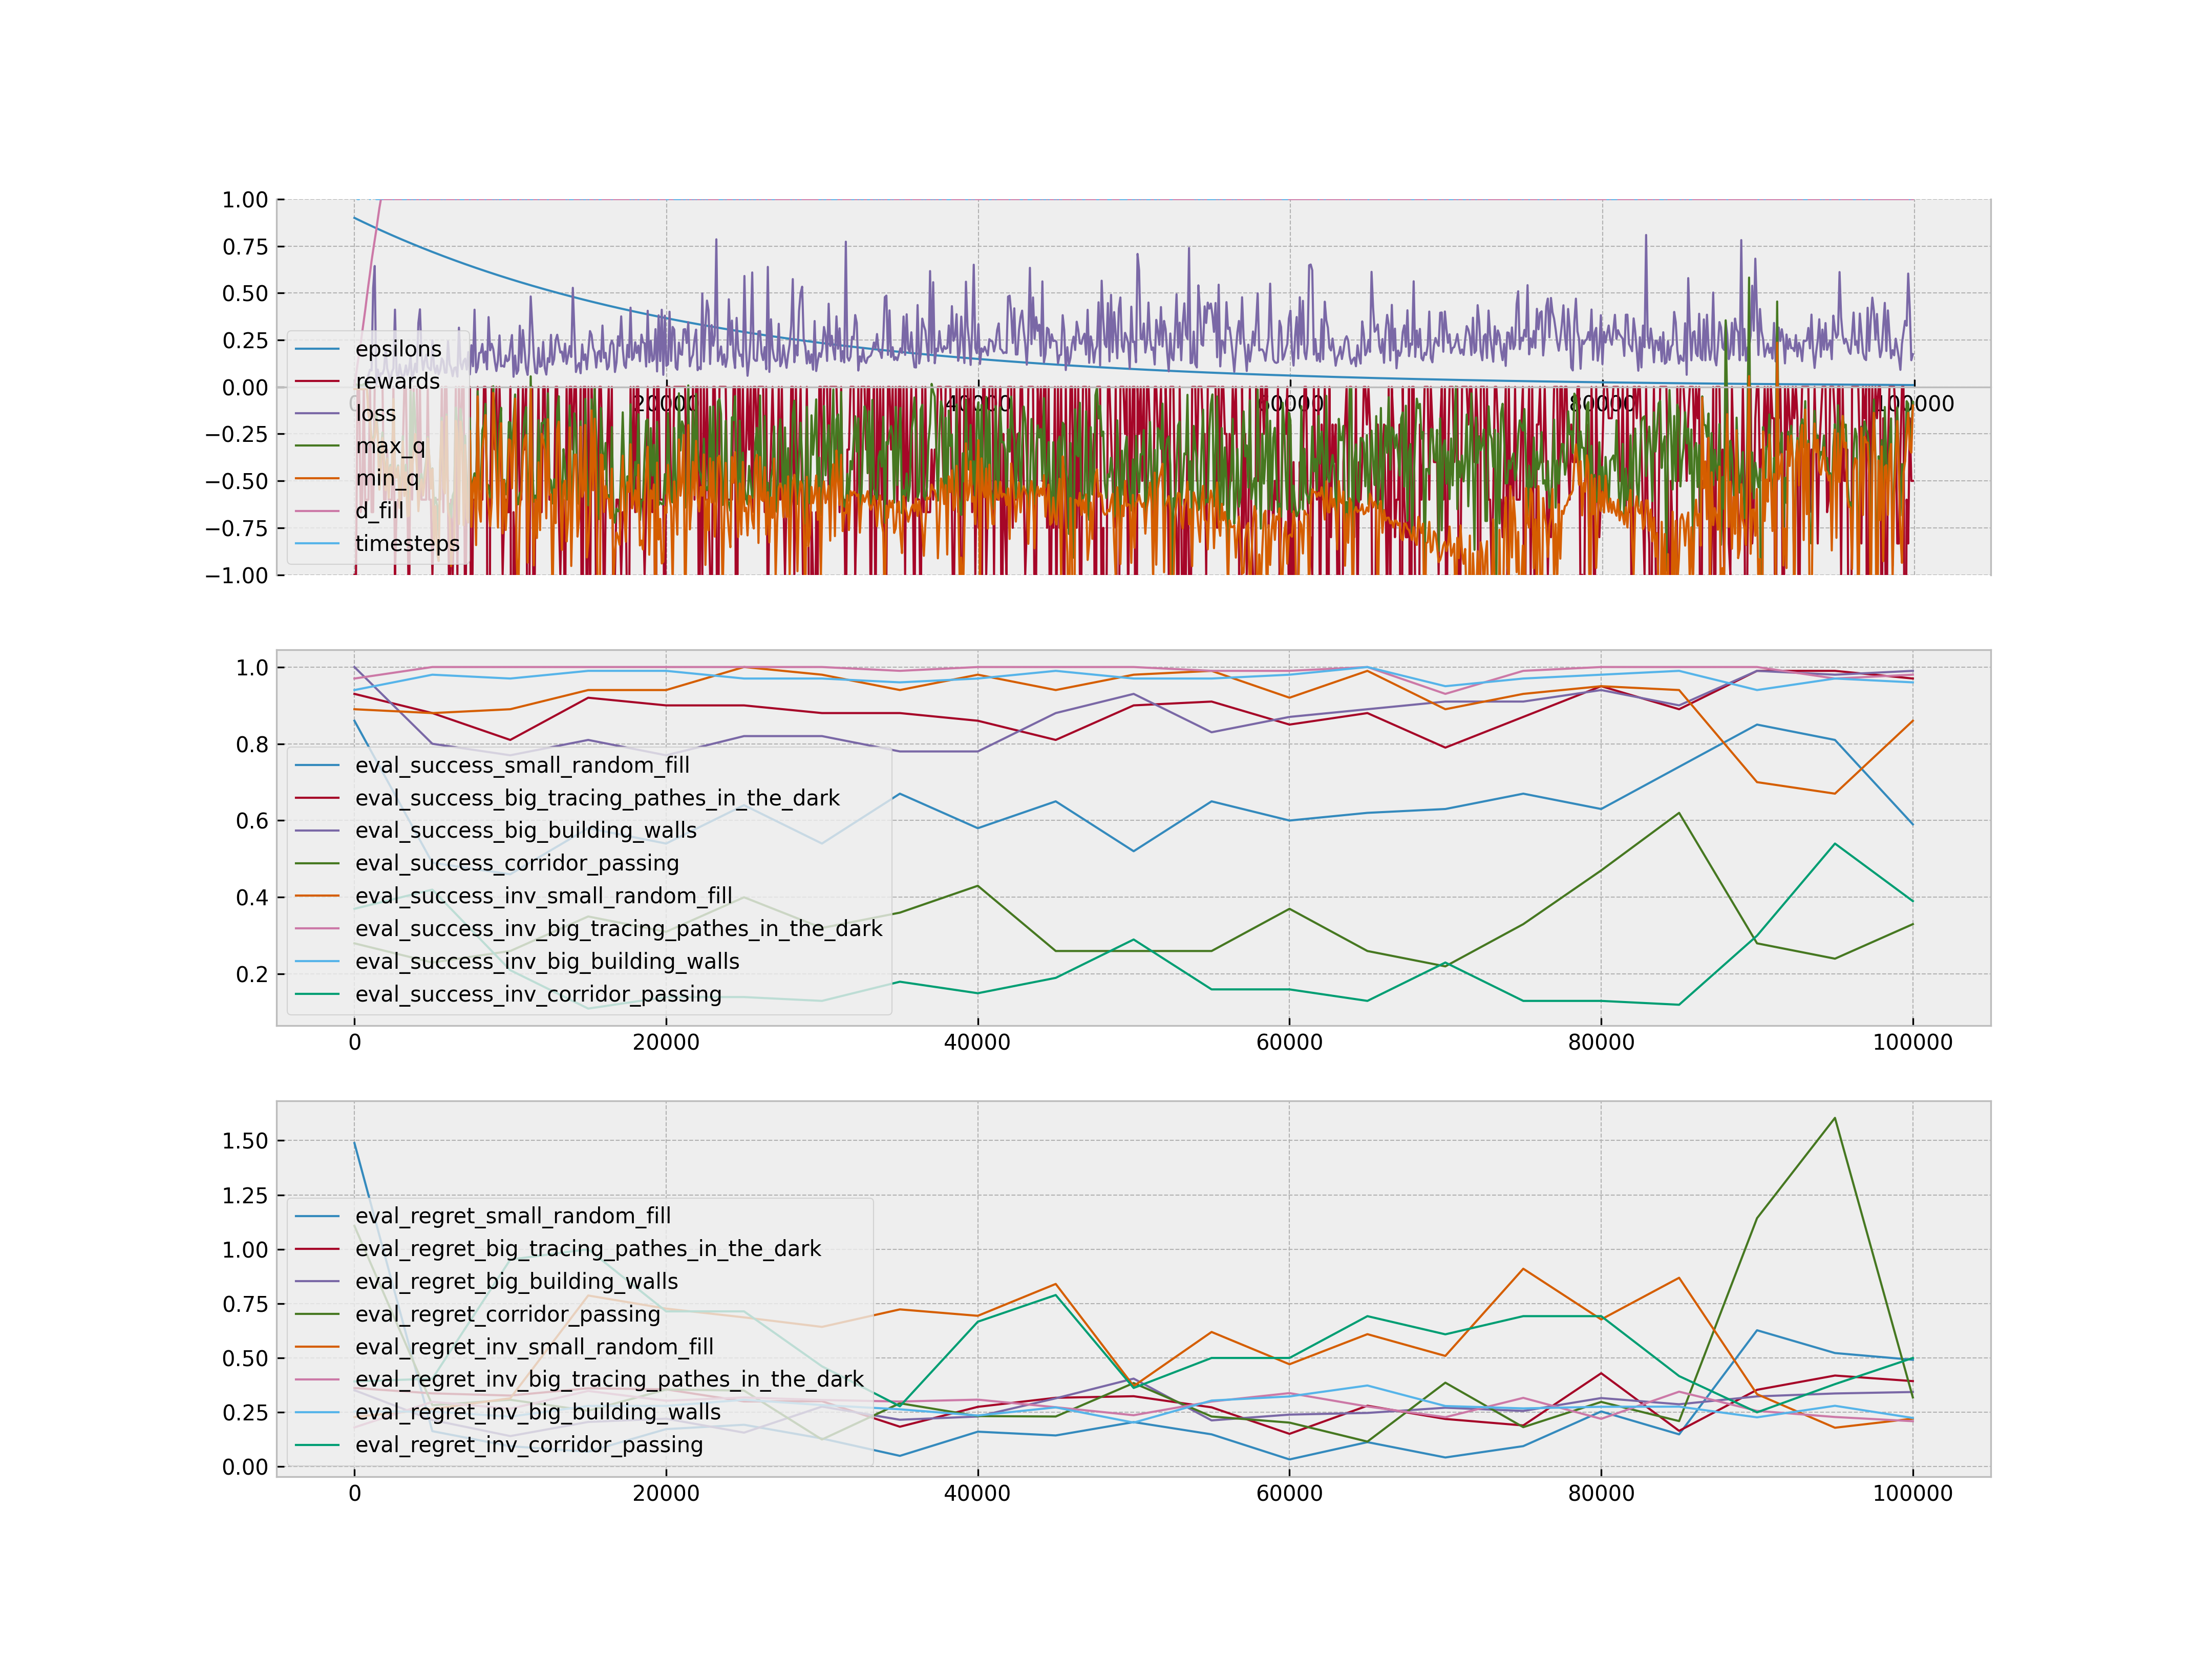 1.00
0.75
0.50
0.25
0.00
−0.25
−0.50
−0.75
−1.00
0 20000 40000 60000 80000 100000
epsilons
rewards
loss
max_q
min_q
d_fill
timesteps
1.0
0.8
0.6
0.4
0.2
eval_success_small_random_fill
eval_success_big_tracing_pathes_in_the_dark
eval_success_big_building_walls
eval_success_corridor_passing
eval_success_inv_small_random_fill
eval_success_inv_big_tracing_pathes_in_the_dark
eval_success_inv_big_building_walls
eval_success_inv_corridor_passing
0 20000 40000 60000 80000 100000
1.50
1.25
1.00
0.75
0.50
0.25
0.00
eval_regret_small_random_fill
eval_regret_big_tracing_pathes_in_the_dark
eval_regret_big_building_walls
eval_regret_corridor_passing
eval_regret_inv_small_random_fill
eval_regret_inv_big_tracing_pathes_in_the_dark
eval_regret_inv_big_building_walls
eval_regret_inv_corridor_passing
0 20000 40000 60000 80000 100000